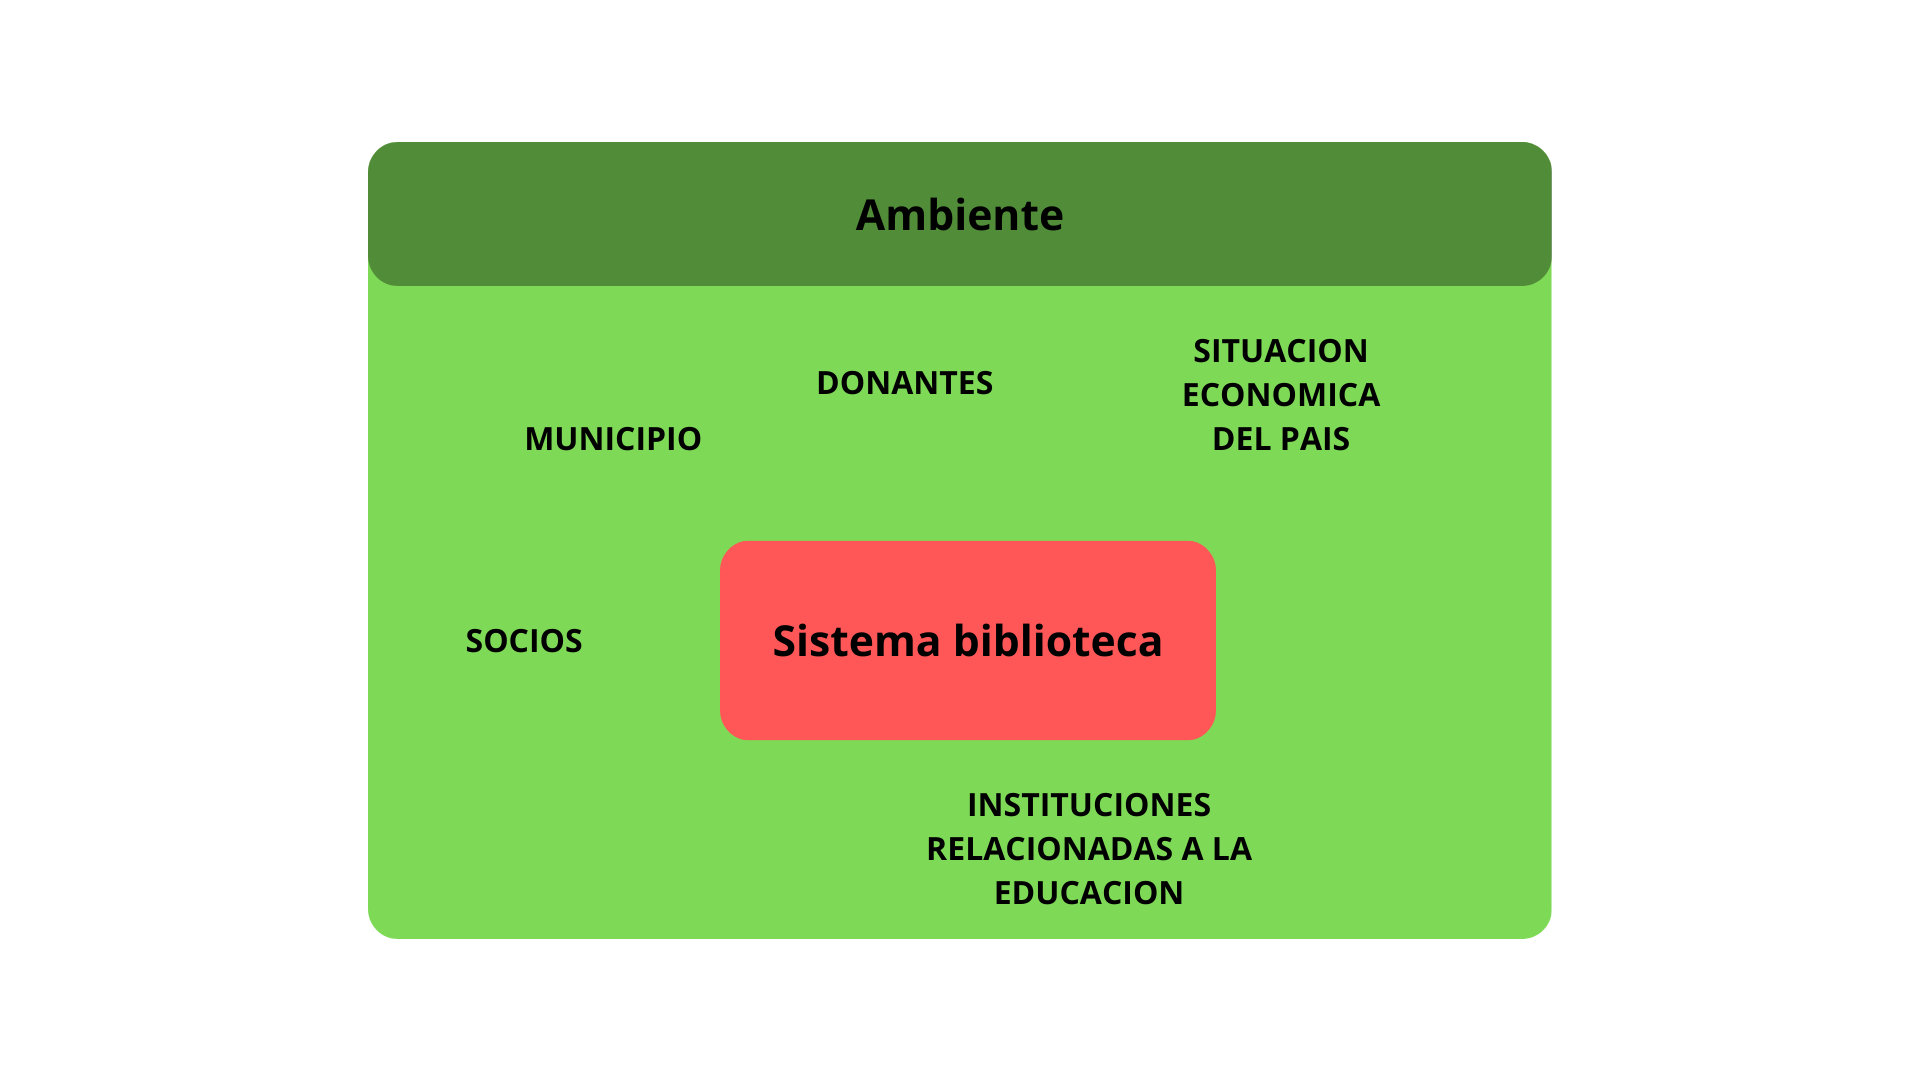 Ambiente
DONANTES
SITUACION
ECONOMICA
DEL PAIS
MUNICIPIO
SOCIOS
Sistema biblioteca
INSTITUCIONES
RELACIONADAS A LA
EDUCACION